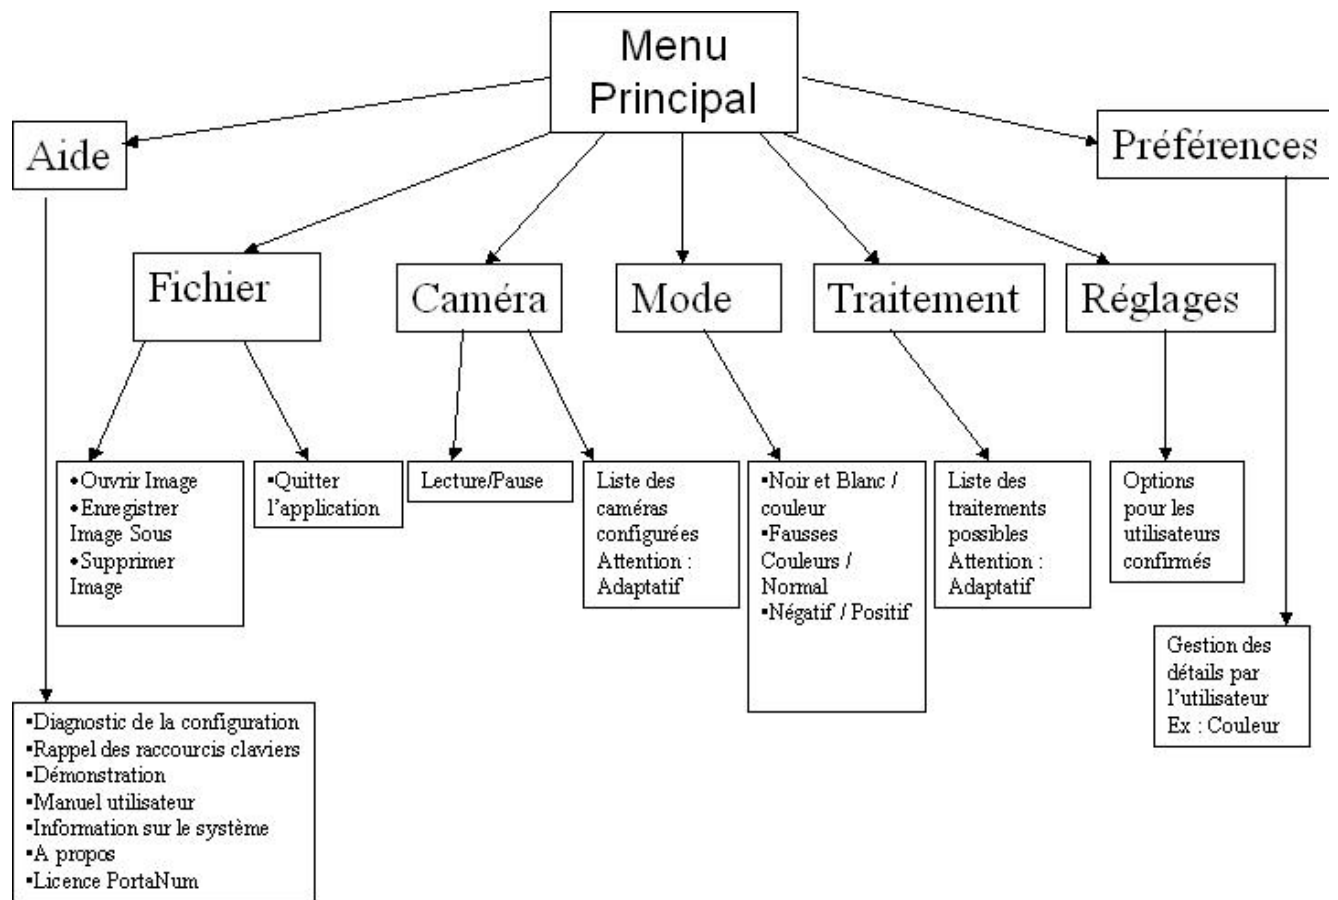 Menu
Principal
Aide
Préférences
Fichier
Caméra
Mode
Traitement
Réglages
•Ouvrir Image
•Enregistrer
Image Sous
•Supprimer
Image
▪Quitter
l’application
Lecture/Pause
Liste des
caméras
configurées
Attention :
Adaptatif
▪Noir et Blanc /
couleur
▪Fausses
Couleurs /
Normal
▪Négatif / Positif
Liste des
traitements
possibles
Attention :
Adaptatif
Options
pour les
utilisateurs
confirmés
Gestion des
détails par
l’utilisateur
Ex : Couleur
▪Diagnostic de la configuration
▪Rappel des raccourcis claviers
▪Démonstration
▪Manuel utilisateur
▪Information sur le système
▪A propos
▪Licence PortaNum